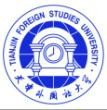 TIANJIN FOREIGN STUDIES UNIVERSITY
天津外国语大学